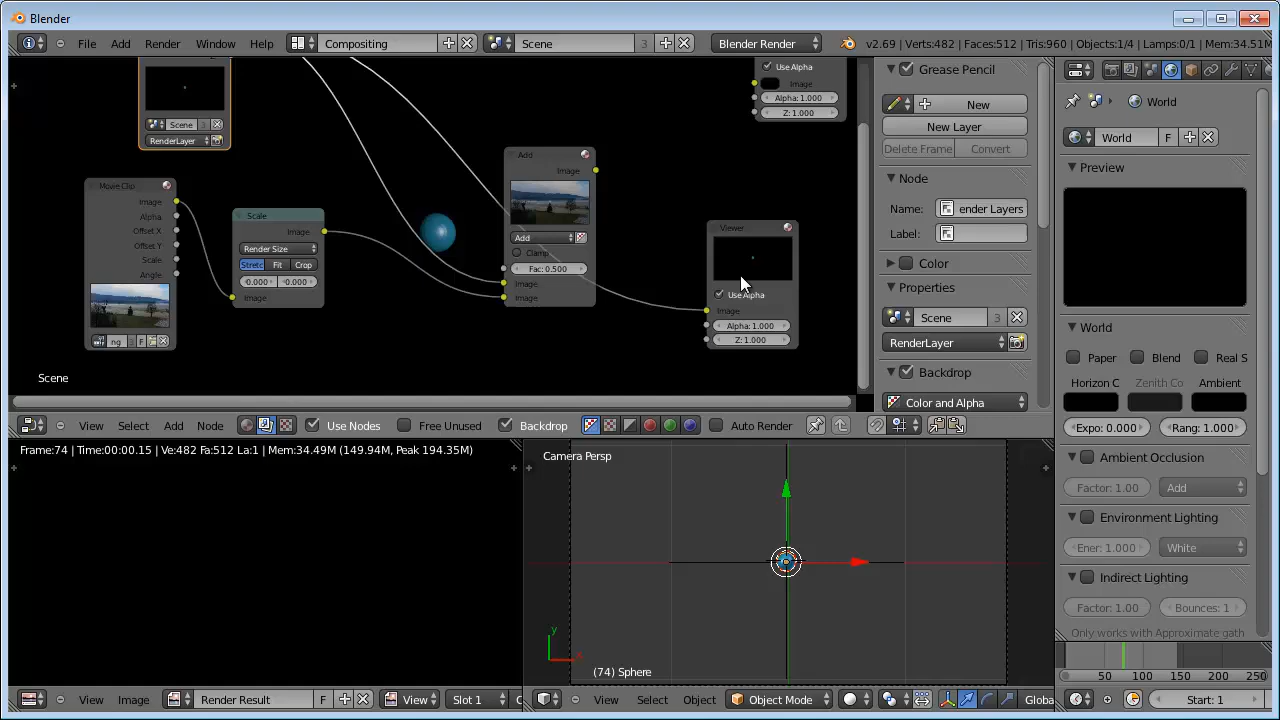 Blender
File Add Render Window Help Compositing Scene 3 Blender Render v2.69 | Verts:482 | Faces:512 | Tris:960 | Objects:1/4 | Lamps:0/1 | Mem:34.51M
Use Alpha
Image
Alpha: 1.000
Z: 1.000
Scene 3
RenderLayer
Movie Clip
Image
Alpha
Offset X
Offset Y
Scale
Angle
ng F
Scale
Image
Render Size
Stretc Fit Crop
0.000 0.000
Image
Add
Image
Add
Clamp
Fac: 0.500
Image
Image
Viewer
Use Alpha
Image
Alpha: 1.000
Z: 1.000
Scene
Grease Pencil
New
New Layer
Delete Frame Convert
Node
Name: ender Layers
Label:
Color
Properties
Scene 3
RenderLayer
Backdrop
Color and Alpha
World
World F
Preview
World
Paper Blend Real S
Horizon C Zenith Co Ambient
Expo: 0.000 Rang: 1.000
Ambient Occlusion
Factor: 1.00 Add
Environment Lighting
Ener: 1.000 White
Indirect Lighting
Factor: 1.00 Bounces: 1
Only works with Approximate gath
View Select Add Node Use Nodes Free Unused Backdrop Auto Render
Frame:74 | Time:00:00.15 | Ve:482 Fa:512 La:1 | Mem:34.49M (149.94M, Peak 194.35M)
Camera Persp
y
x
(74) Sphere
50 100 150 200 250
View Image Render Result F View Slot 1
View Select Object Object Mode Global
Start: 1